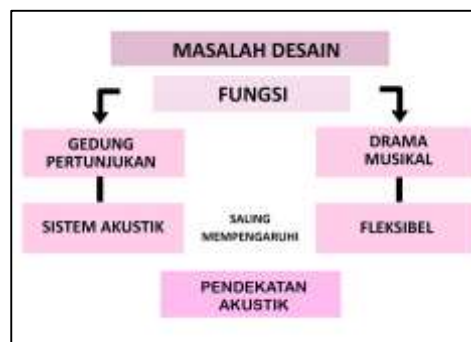 MASALAH DESAIN
FUNGSI
GEDUNG
PERTUNJUKAN
DRAMA
MUSIKAL
SISTEM AKUSTIK
SALING
MEMPENGARUHI
FLEKSIBEL
PENDEKATAN
AKUSTIK